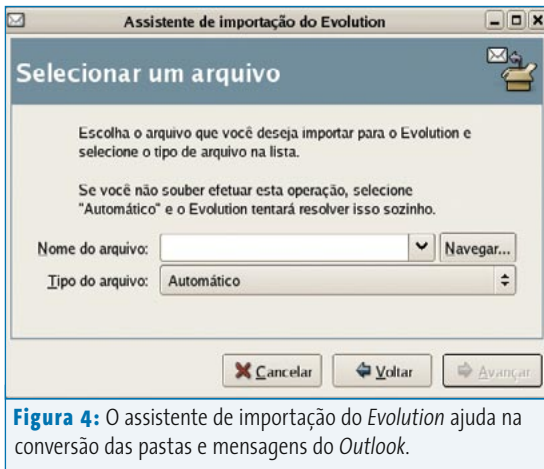 Assistente de importação do Evolution
Selecionar um arquivo
Escolha o arquivo que você deseja importar para o Evolution e
selecione o tipo de arquivo na lista.
Se você não souber efetuar esta operação, selecione
"Automático" e o Evolution tentará resolver isso sozinho.
Nome do arquivo: Navegar...
Tipo do arquivo: Automático
Cancelar Voltar Avançar
Figura 4: O assistente de importação do Evolution ajuda na
conversão das pastas e mensagens do Outlook.